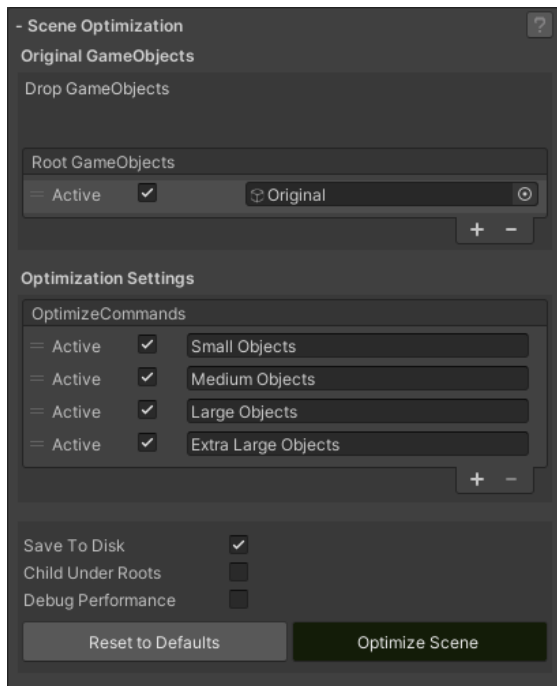 - Scene Optimization ?
Original GameObjects
Drop GameObjects
Root GameObjects
Active Original
+ -
Optimization Settings
OptimizeCommands
Active Small Objects
Active Medium Objects
Active Large Objects
Active Extra Large Objects
+ -
Save To Disk
Child Under Roots
Debug Performance
Reset to Defaults Optimize Scene